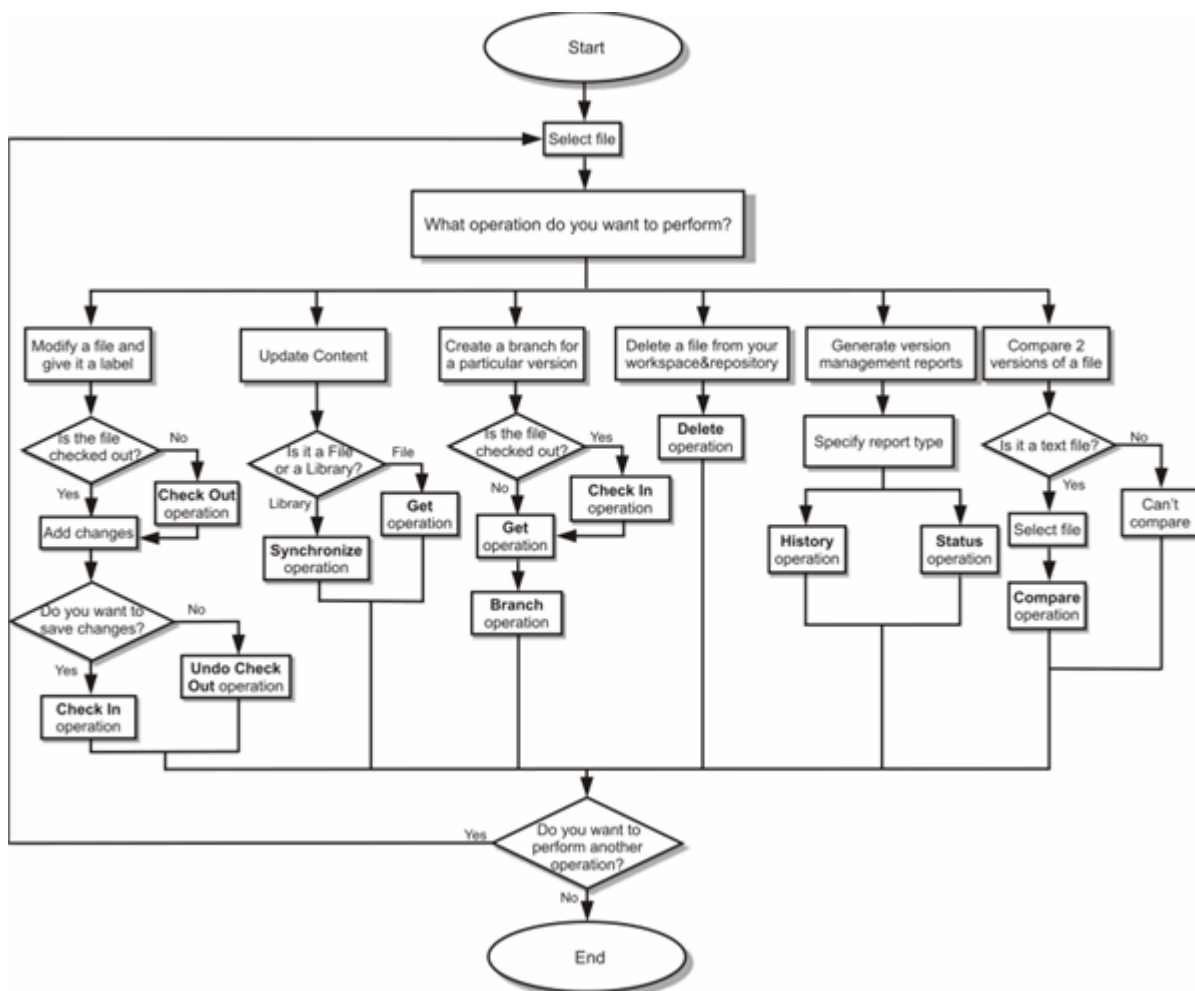 Start
Select file
What operation do you want to perform?
Modify a file and
give it a label
Update Content
Create a branch for
a particular version
Delete a file from your
workspace&repository
Generate version
management reports
Compare 2
versions of a file
Is the file
checked out?
No
Yes
Check Out
operation
Add changes
Do you want to
save changes?
No
Yes
Undo Check
Out operation
Check In
operation
Is it a File
or a Library?
File
Library
Get
operation
Synchronize
operation
Is the file
checked out?
Yes
No
Check In
operation
Get
operation
Branch
operation
Delete
operation
Specify report type
History
operation
Status
operation
Is it a text file?
No
Yes
Can't
compare
Select file
Compare
operation
Do you want to
perform another
operation?
Yes
No
End